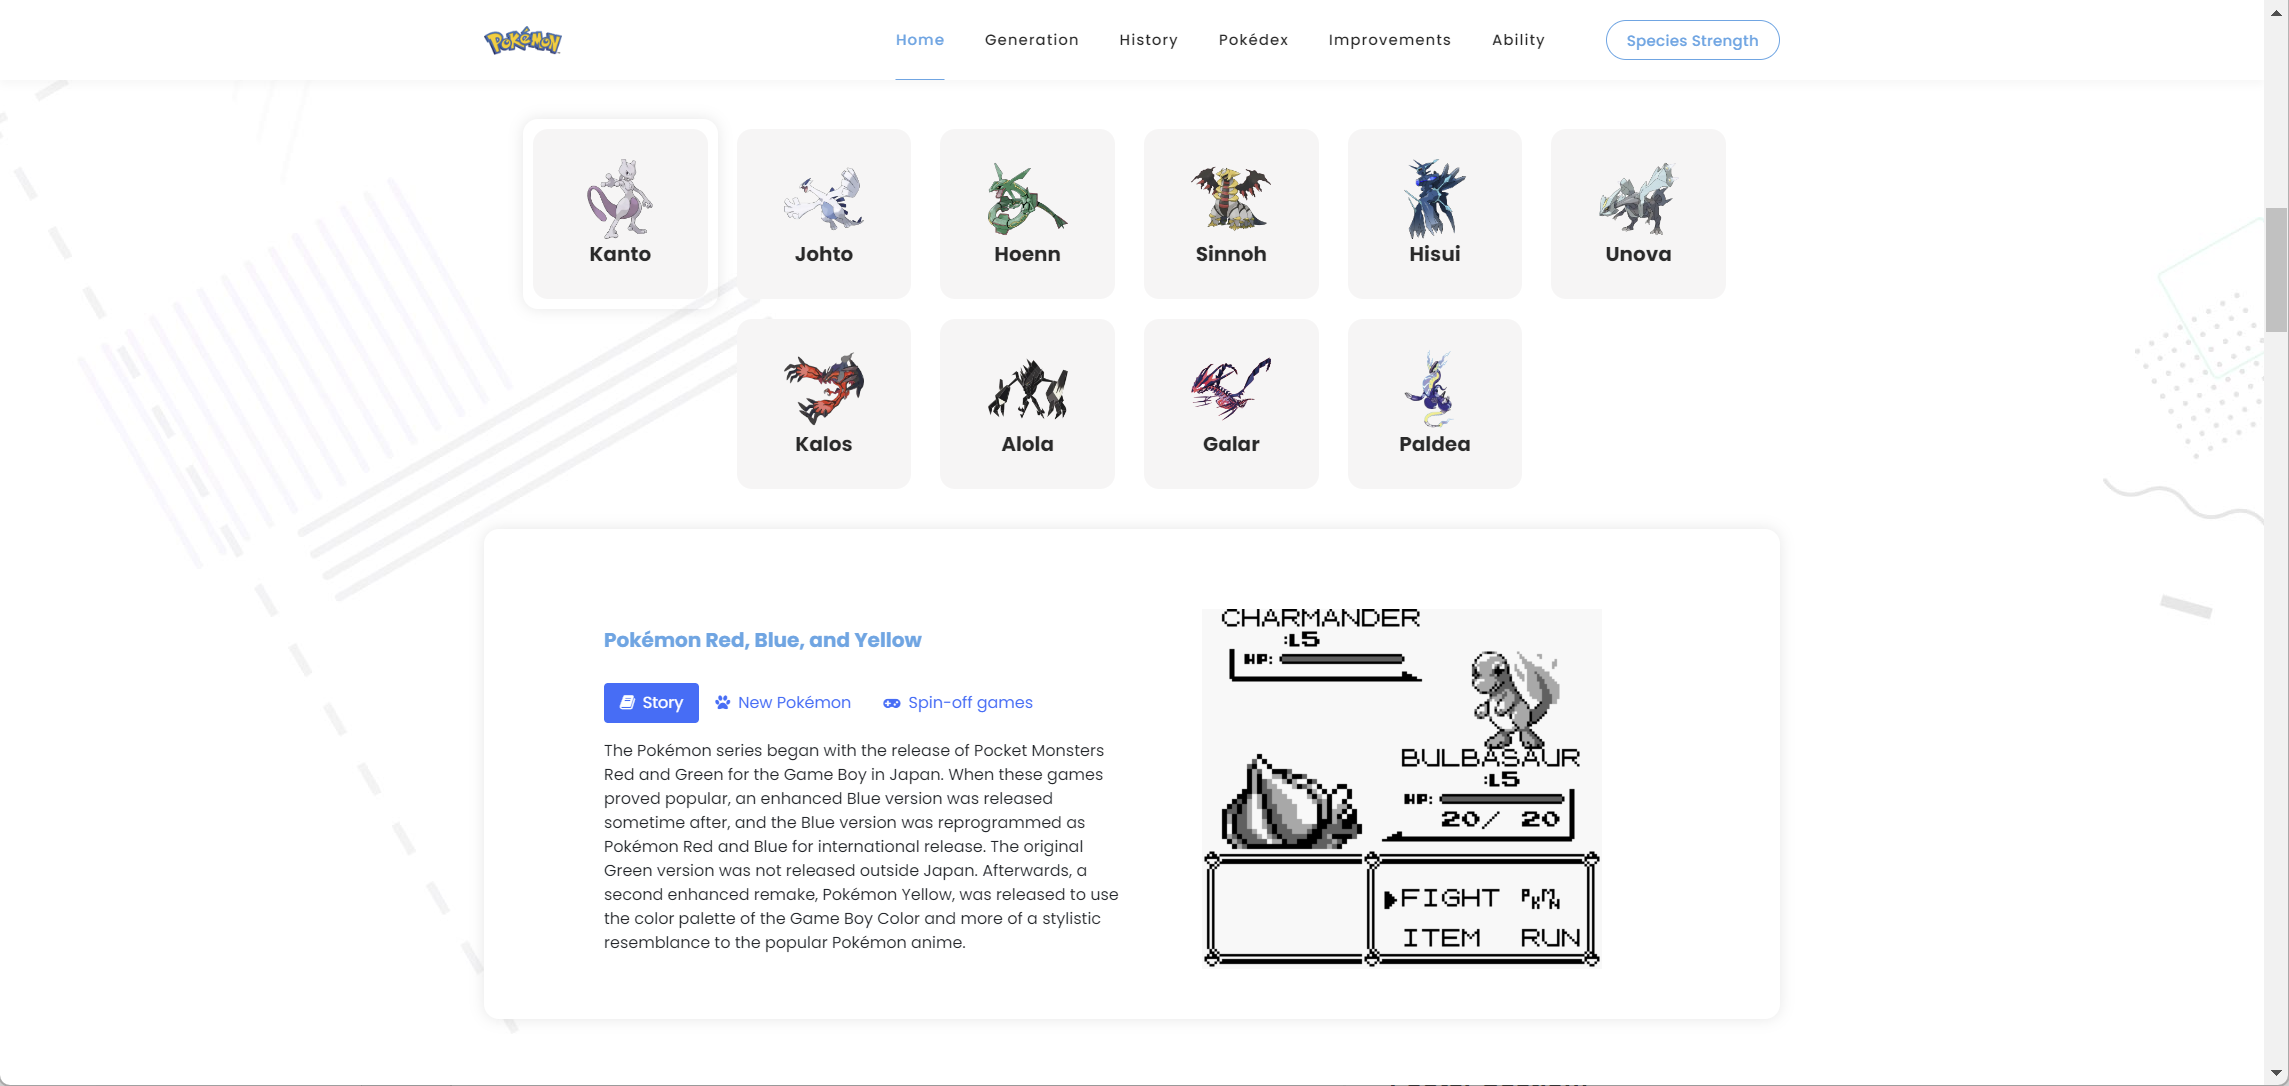 Pokémon
Home
Generation
History
Pokédex
Improvements
Ability
Species Strength
Kanto
Johto
Hoenn
Sinnoh
Hisui
Unova
Kalos
Alola
Galar
Paldea
Pokémon Red, Blue, and Yellow
Story
New Pokémon
Spin-off games
The Pokémon series began with the release of Pocket Monsters
Red and Green for the Game Boy in Japan. When these games
proved popular, an enhanced Blue version was released
sometime after, and the Blue version was reprogrammed as
Pokémon Red and Blue for international release. The original
Green version was not released outside Japan. Afterwards, a
second enhanced remake, Pokémon Yellow, was released to use
the color palette of the Game Boy Color and more of a stylistic
resemblance to the popular Pokémon anime.
CHARMANDER
:L5
HP:
BULBASAUR
:L5
HP:
20/ 20
FIGHT PKMN
ITEM RUN